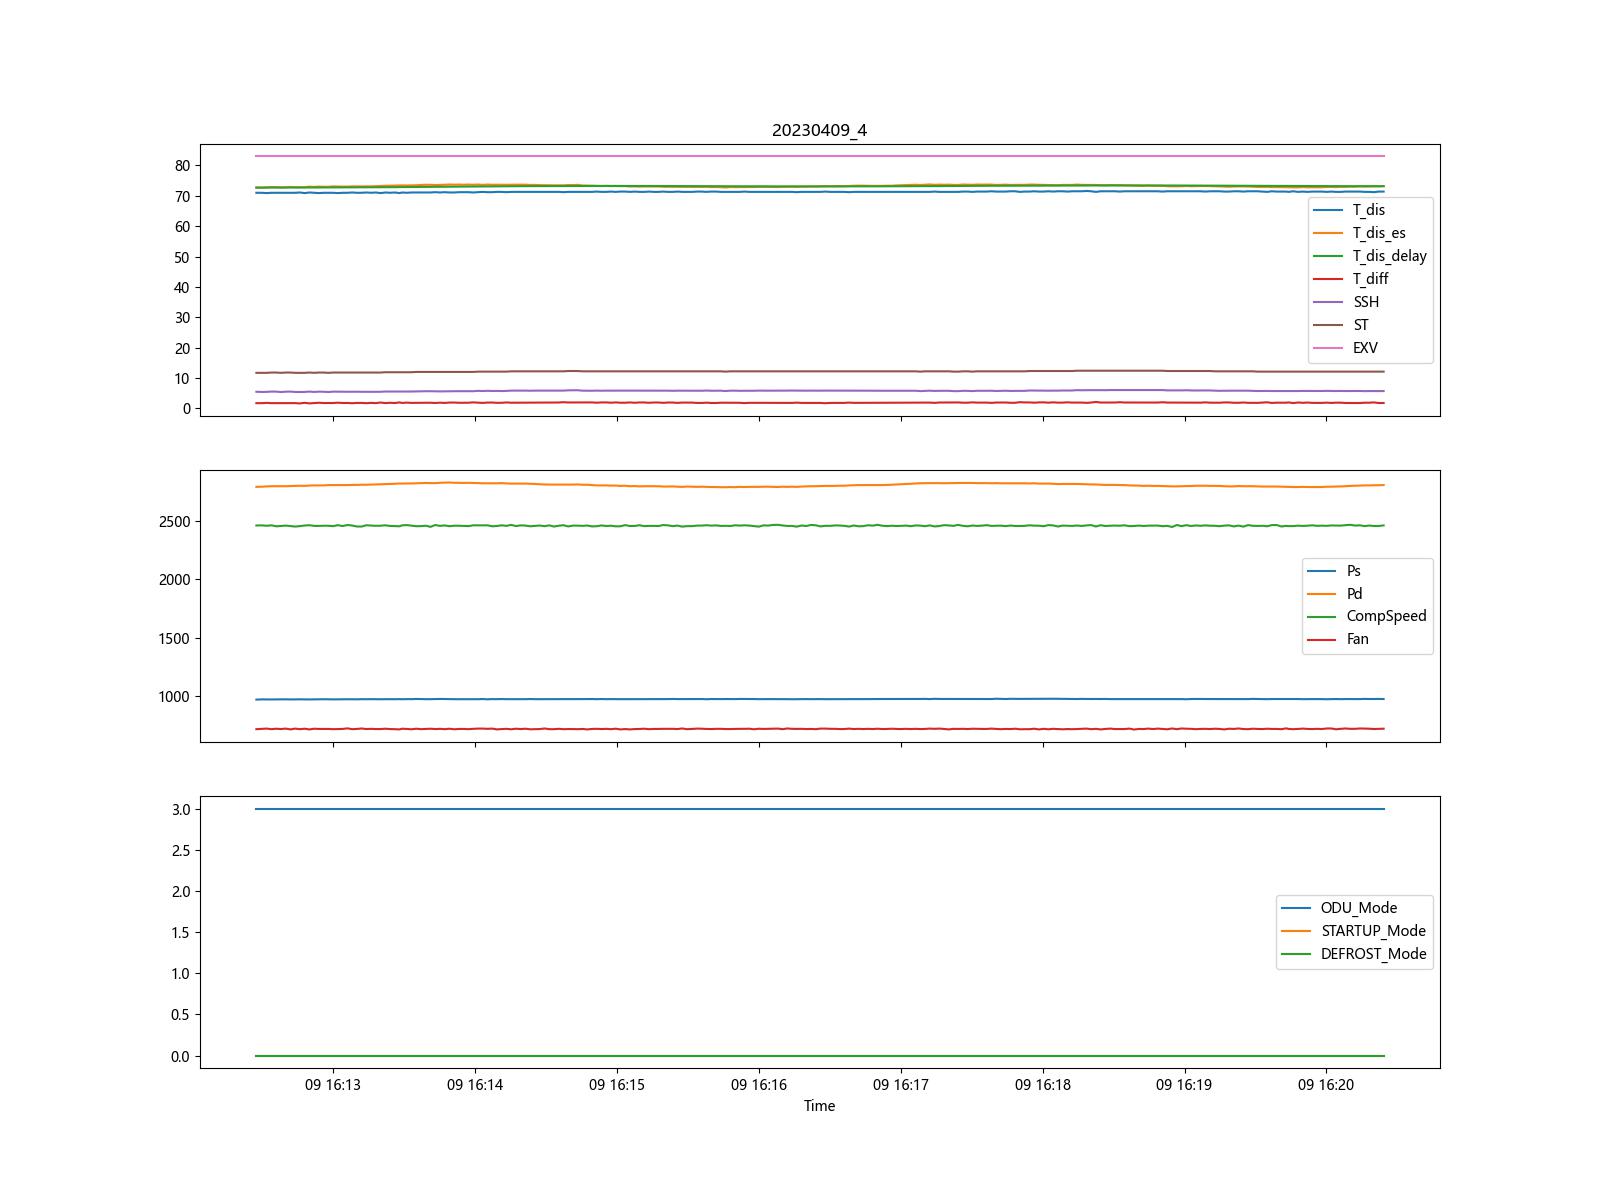 20230409_4
80
70
60
50
40
30
20
10
0
T_dis
T_dis_es
T_dis_delay
T_diff
SSH
ST
EXV
2500
2000
1500
1000
Ps
Pd
CompSpeed
Fan
3.0
2.5
2.0
1.5
1.0
0.5
0.0
ODU_Mode
STARTUP_Mode
DEFROST_Mode
09 16:13 09 16:14 09 16:15 09 16:16 09 16:17 09 16:18 09 16:19 09 16:20
Time